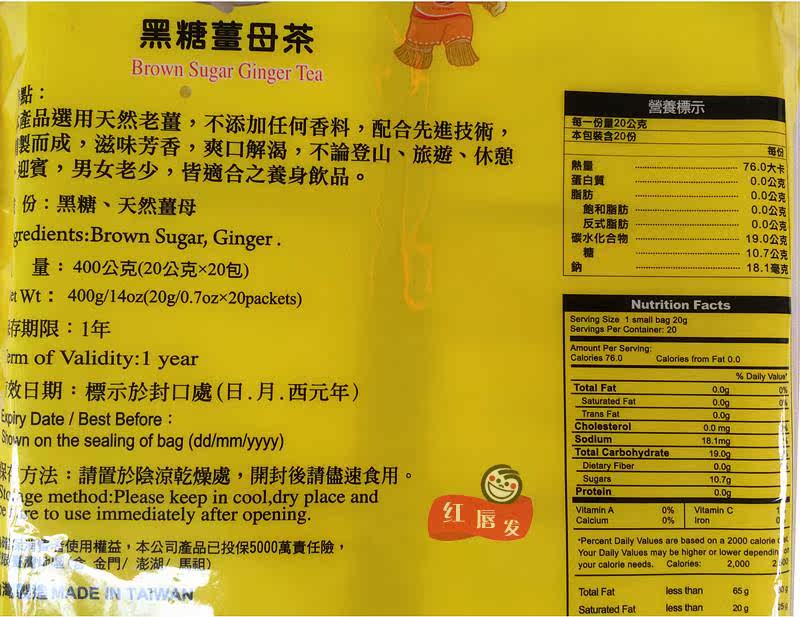 黑糖薑母茶
Brown Sugar Ginger Tea
點：
產品選用天然老薑，不添加任何香料，配合先進技術，
製而成，滋味芳香，爽口解渴，不論登山、旅遊、休憩
迎賓，男女老少，皆適合之養身飲品。
份：黑糖、天然薑母
gredients:Brown Sugar, Ginger .
量：400公克(20公克×20包)
et Wt： 400g/14oz(20g/0.7oz×20packets)
存期限：1年
erm of Validity:1 year
效日期：標示於封口處(日.月.西元年)
Expiry Date / Best Before：
Shown on the sealing of bag (dd/mm/yyyy)
保存方法：請置於陰涼乾燥處，開封後請儘速食用。
Storage method:Please keep in cool,dry place and
to use immediately after opening.
使用權益，本公司產品已投保5000萬責任險，
金門/ 澎湖/ 馬祖)
灣製造 MADE IN TAIWAN
營養標示
每一份量20公克
本包裝含20份
每份
熱量 76.0大卡
蛋白質 0.0公克
脂肪 0.0公克
飽和脂肪 0.0公克
反式脂肪 0.0公克
碳水化合物 19.0公克
糖 10.7公克
鈉 18.1毫克
Nutrition Facts
Serving Size 1 small bag 20g
Servings Per Container: 20
Amount Per Serving:
Calories 76.0 Calories from Fat 0.0
% Daily Value*
Total Fat 0.0g 0%
Saturated Fat 0.0g 0%
Trans Fat 0.0g
Cholesterol 0.0 mg
Sodium 18.1mg
Total Carbohydrate 19.0g
Dietary Fiber 0.0g
Sugars 10.7g
Protein 0.0g
Vitamin A 0% Vitamin C
Calcium 0% Iron
*Percent Daily Values are based on a 2000 calorie
Your Daily Values may be higher or lower depending on
your calorie needs. Calories: 2,000
Total Fat less than 65 g
Saturated Fat less than 20 g
红唇发